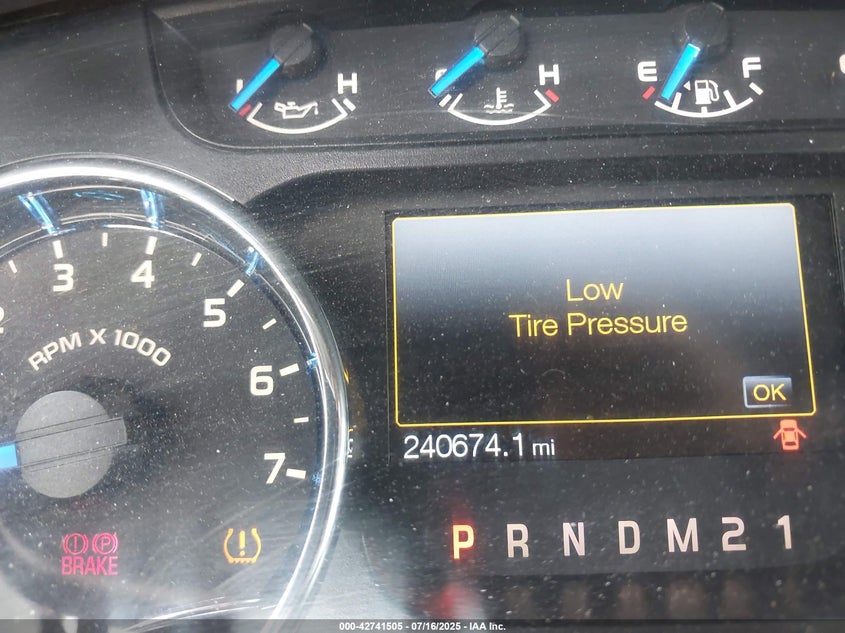 H
H
E F
3 4
5
6
7
RPM X 1000
Low
Tire Pressure
OK
240674.1 mi
P
BRAKE
P R N D M 2 1
000-42741505 - 07/16/2025 - IAA Inc.